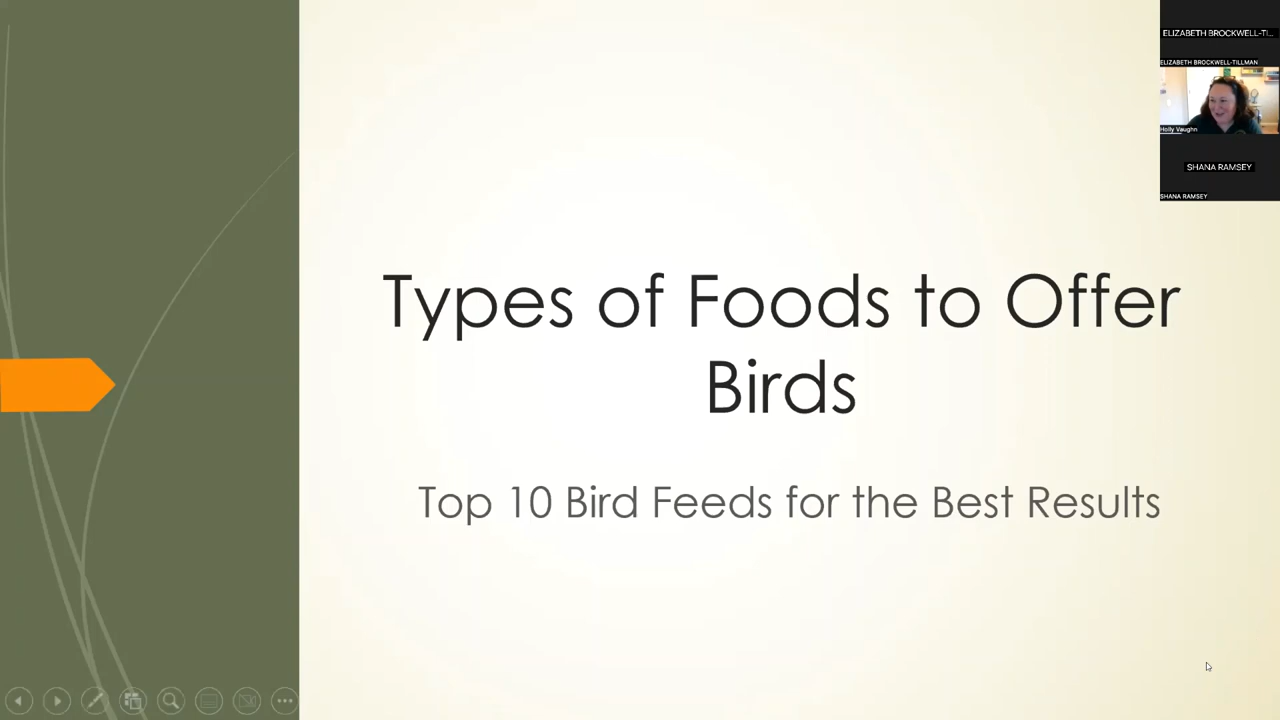 ELIZABETH BROCKWELL-TI...
ELIZABETH BROCKWELL-TILLMAN
Holly Vaughn
SHANA RAMSEY
SHANA RAMSEY
Types of Foods to Offer
Birds
Top 10 Bird Feeds for the Best Results